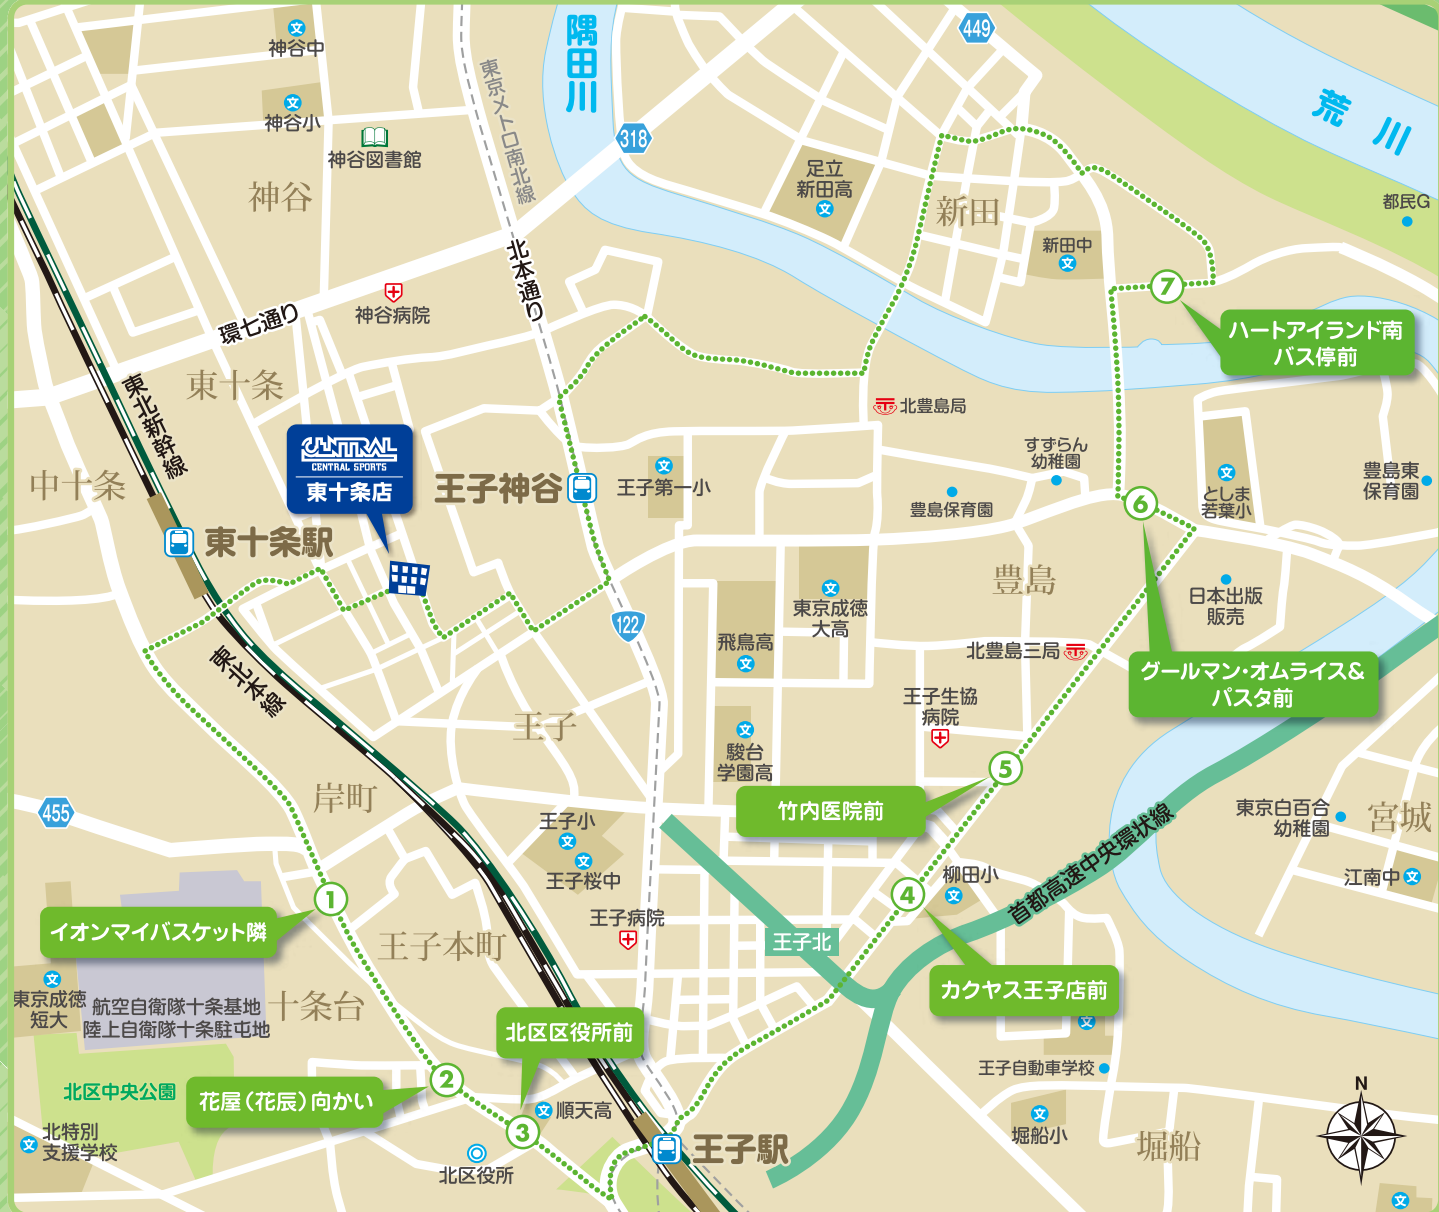 神谷中
神谷小
神谷図書館
神谷
東京メトロ南北線
隅田川
449
318
荒川
都民G
足立
新田高
新田
新田中
神谷病院
環七通り
北本通り
東十条
東北新幹線
中十条
CENTRAL
CENTRAL SPORTS
東十条店
王子神谷
王子第一小
北豊島局
すずらん
幼稚園
豊島保育園
7
ハートアイランド南
バス停前
としま
若葉小
豊島東
保育園
6
東十条駅
東北本線
122
東京成徳
大高
飛鳥高
豊島
日本出版
販売
北豊島三局
グールマン・オムライス&
パスタ前
王子生協
病院
王子
駿台
学園高
5
竹内医院前
岸町
455
王子小
王子桜中
王子病院
首都高速中央環状線
東京白百合
幼稚園
宮城
江南中
柳田小
4
カクヤス王子店前
王子北
1
イオンマイバスケット隣
王子本町
十条台
東京成徳
短大
航空自衛隊十条基地
陸上自衛隊十条駐屯地
北区区役所前
北区中央公園
花屋(花辰)向かい
2
3
順天高
北区役所
北特別
支援学校
王子駅
王子自動車学校
堀船小
堀船
N